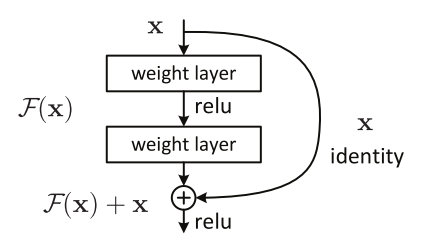 x
weight layer
relu
F(x)
x
weight layer
identity
F(x) + x
+
relu